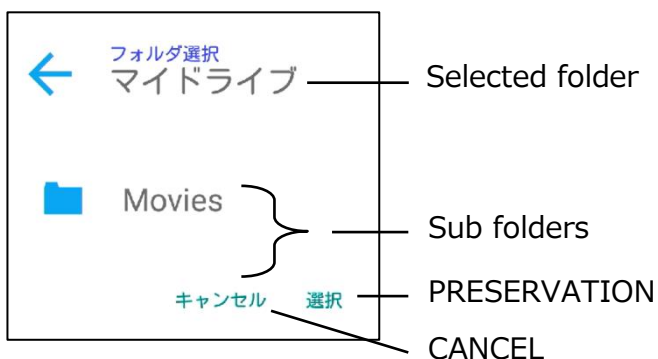 フォルダ選択
マイドライブ
Selected folder
Movies
Sub folders
キャンセル 選択
PRESERVATION
CANCEL